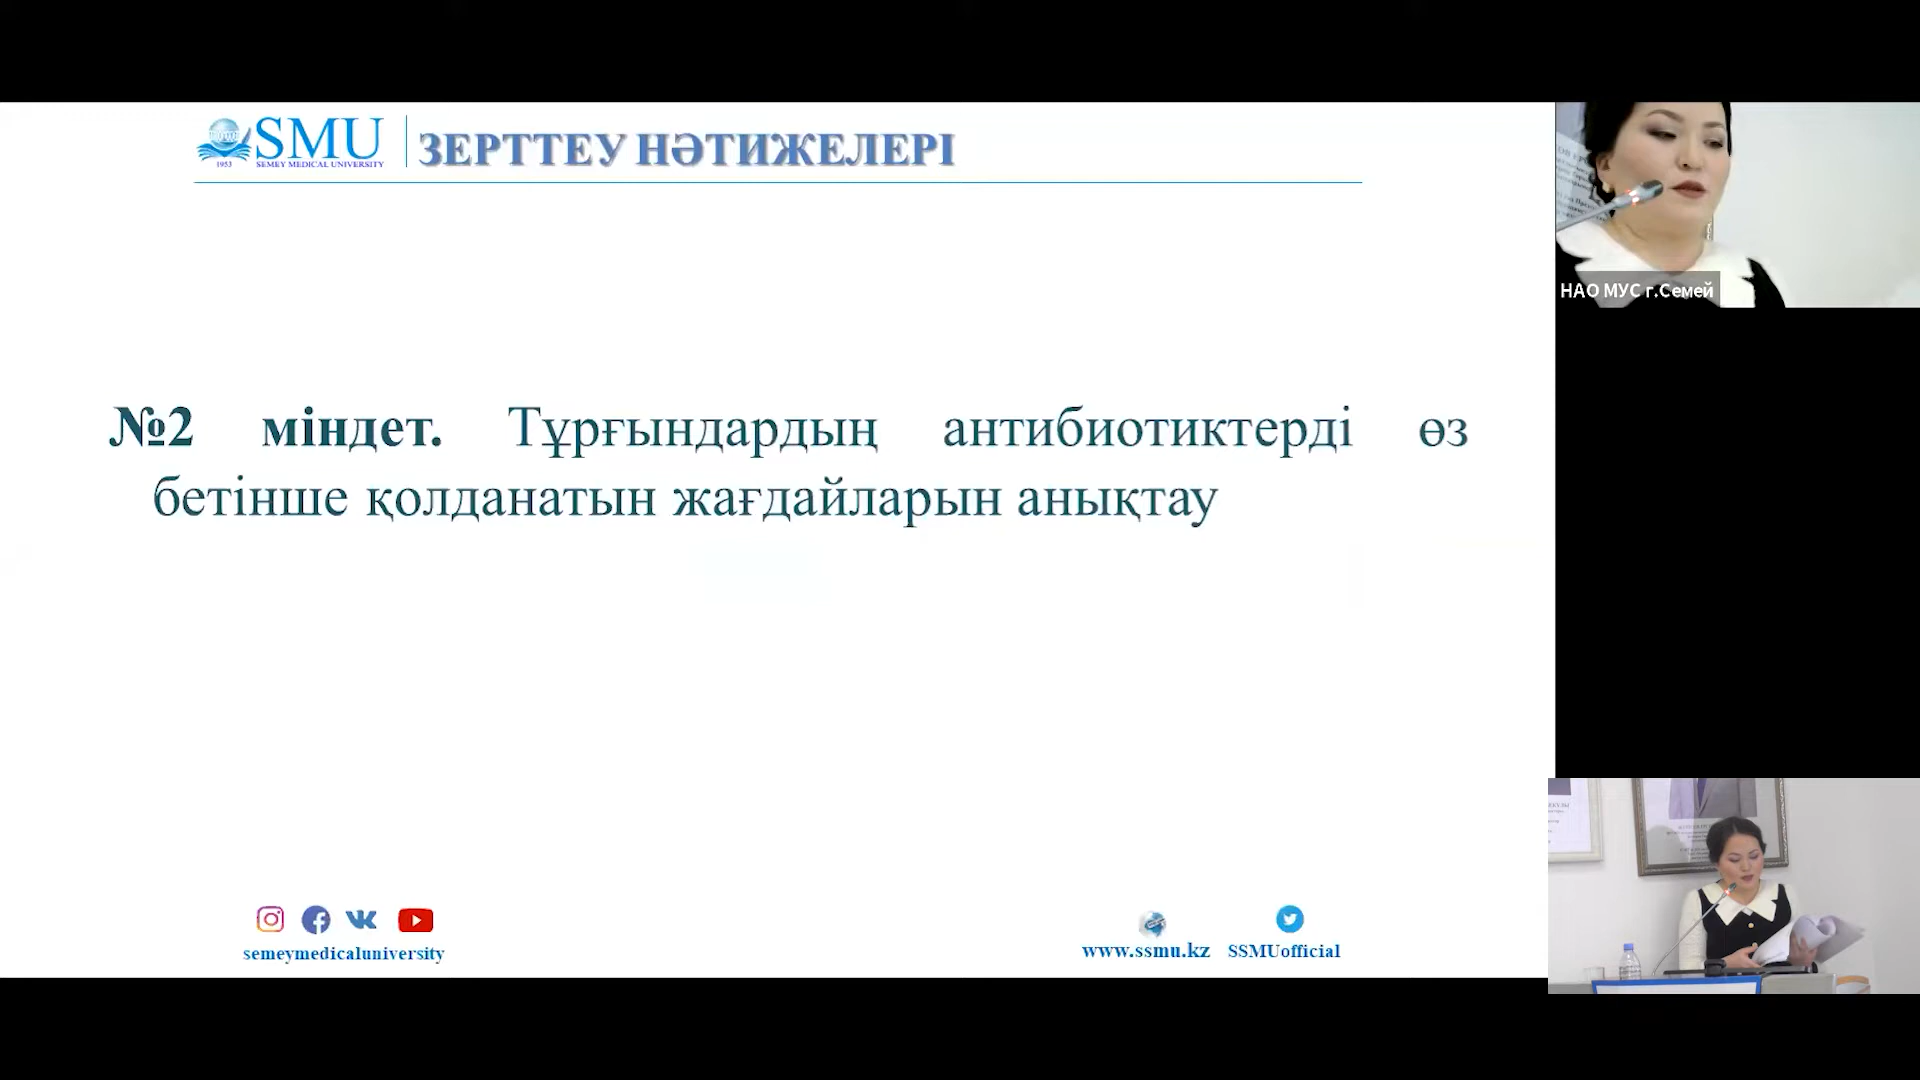 SMU
SEMEY MEDICAL UNIVERSITY
1953
ЗЕРТТЕУ НӘТИЖЕЛЕРІ
НАО МУС г.Семей
№2 міндет. Тұрғындардың антибиотиктерді өз
бетінше қолданатын жағдайларын анықтау
semeymedicaluniversity
www.ssmu.kz
SSMUofficial